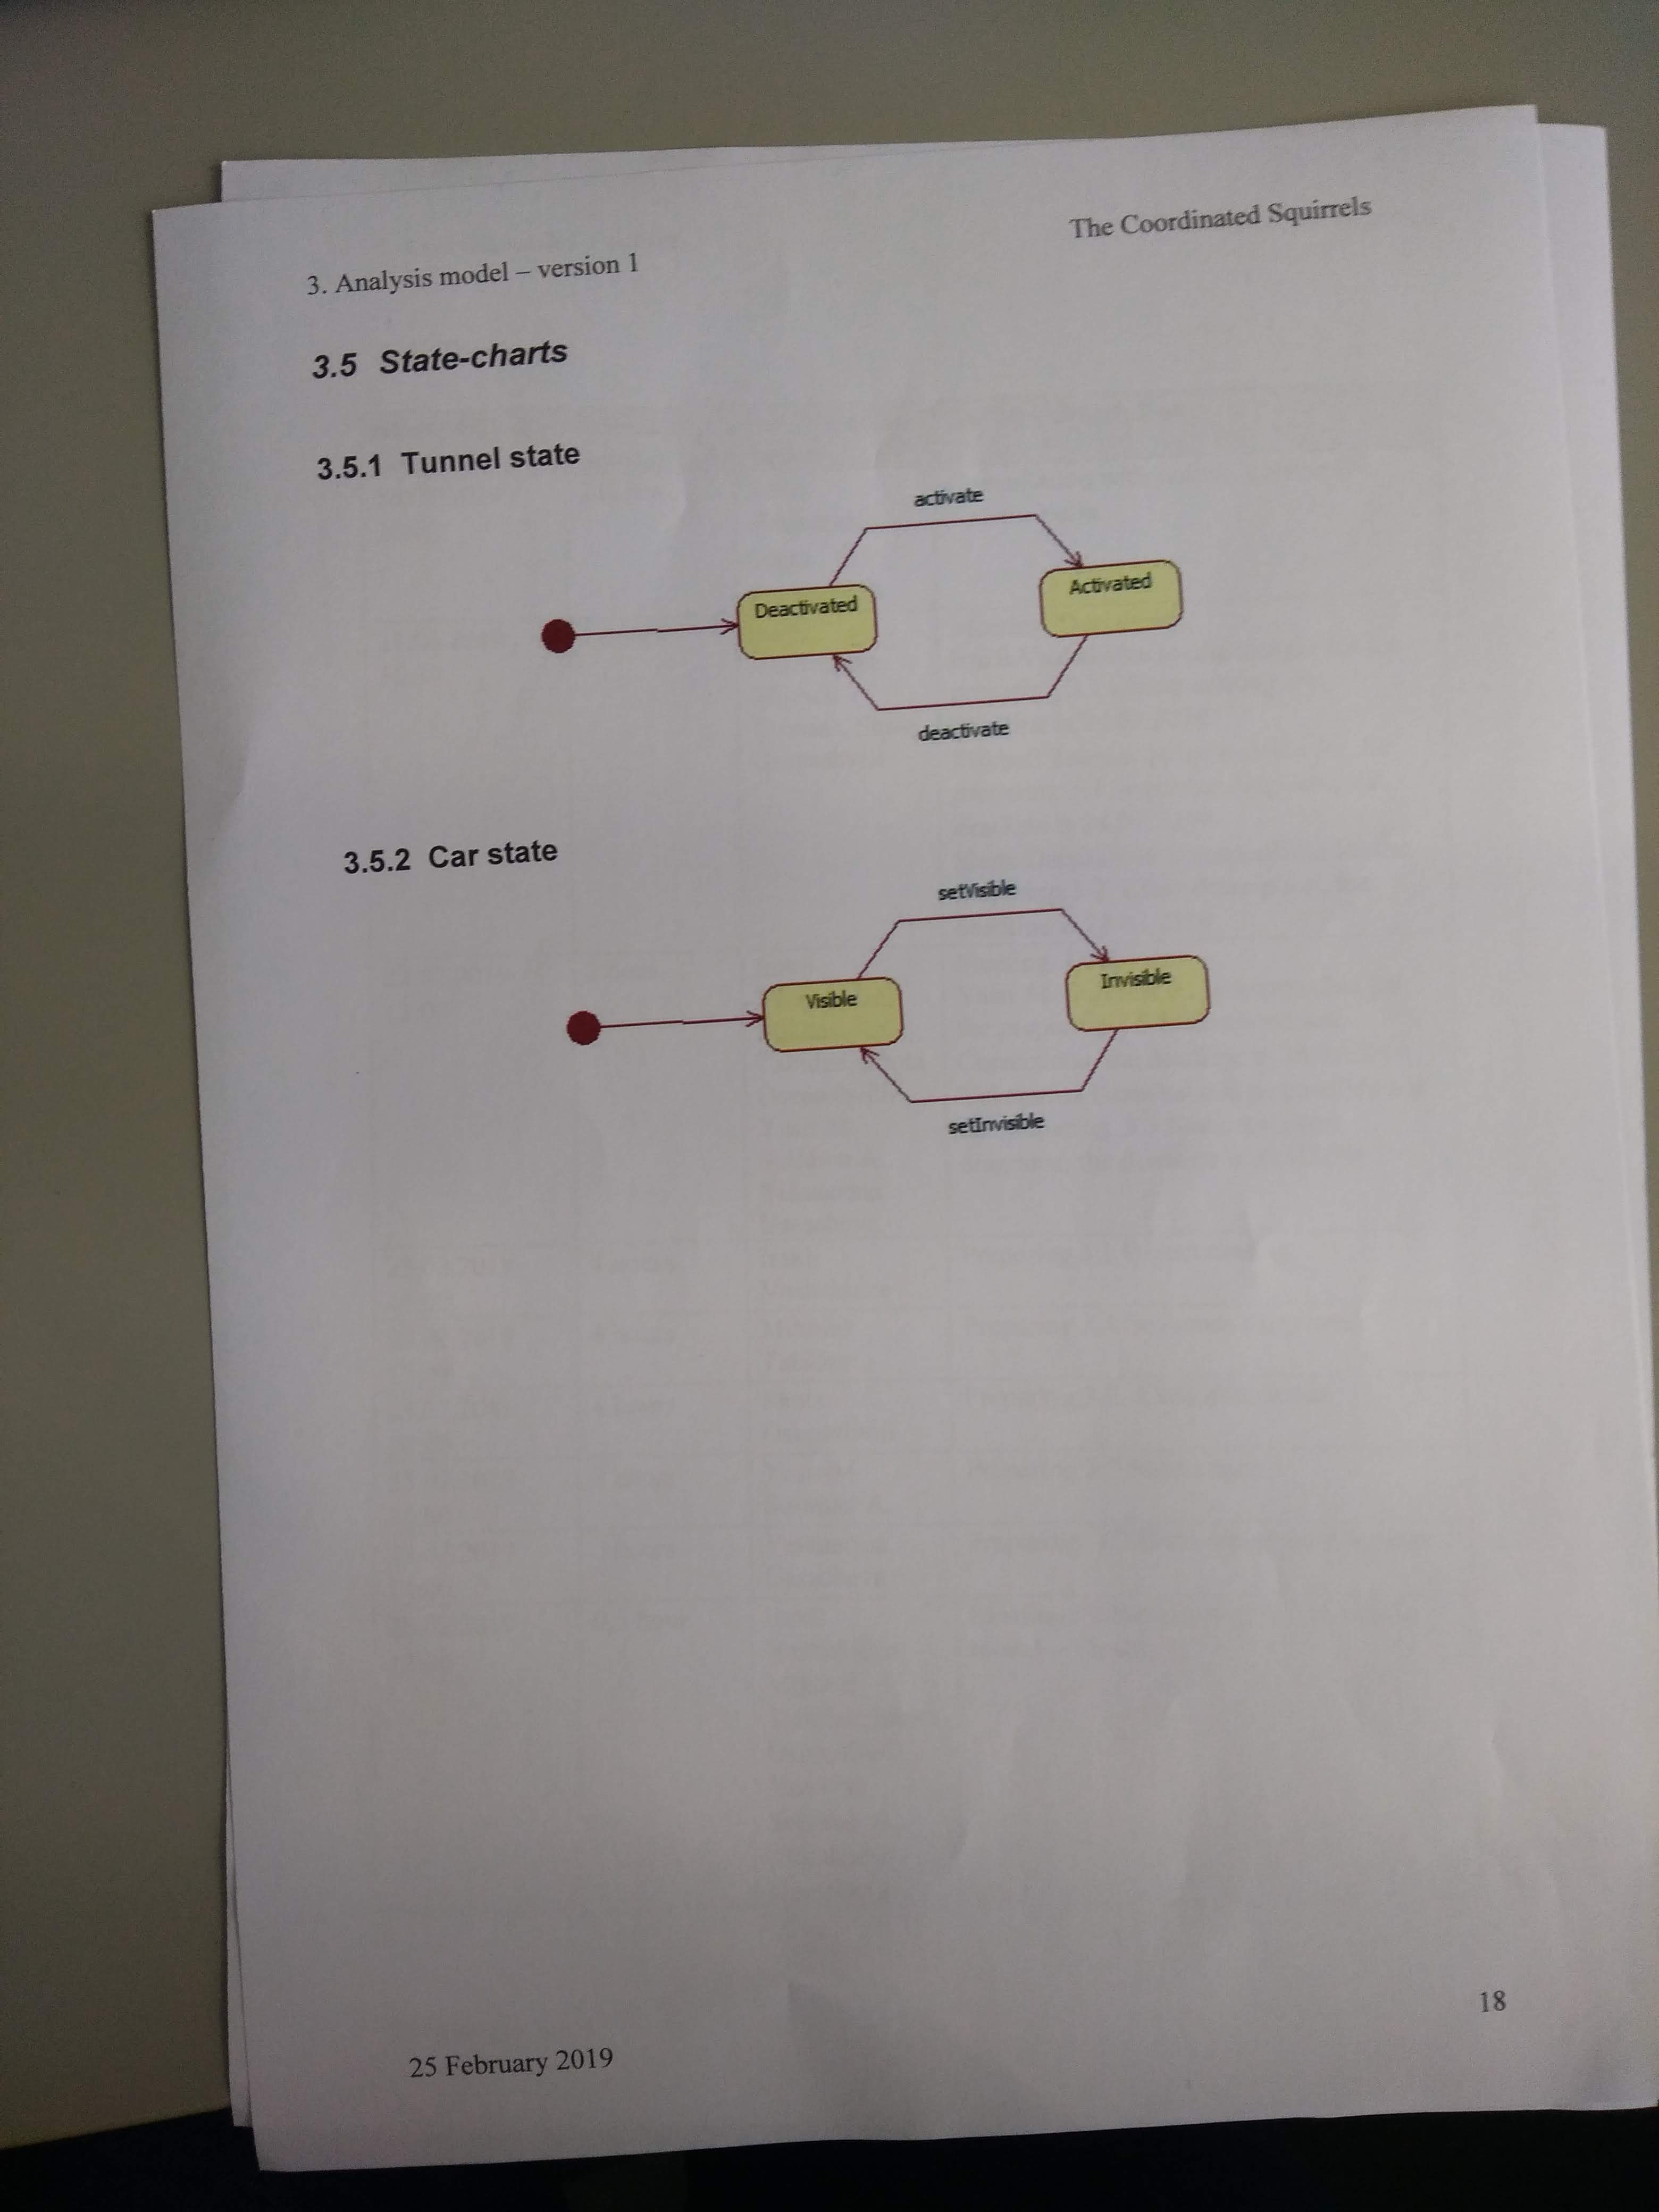 The Coordinated Squirrels
3. Analysis model – version 1
3.5 State-charts
3.5.1 Tunnel state
activate
Deactivated
Activated
deactivate
3.5.2 Car state
setVisible
Visible
Invisible
setInvisible
18
25 February 2019